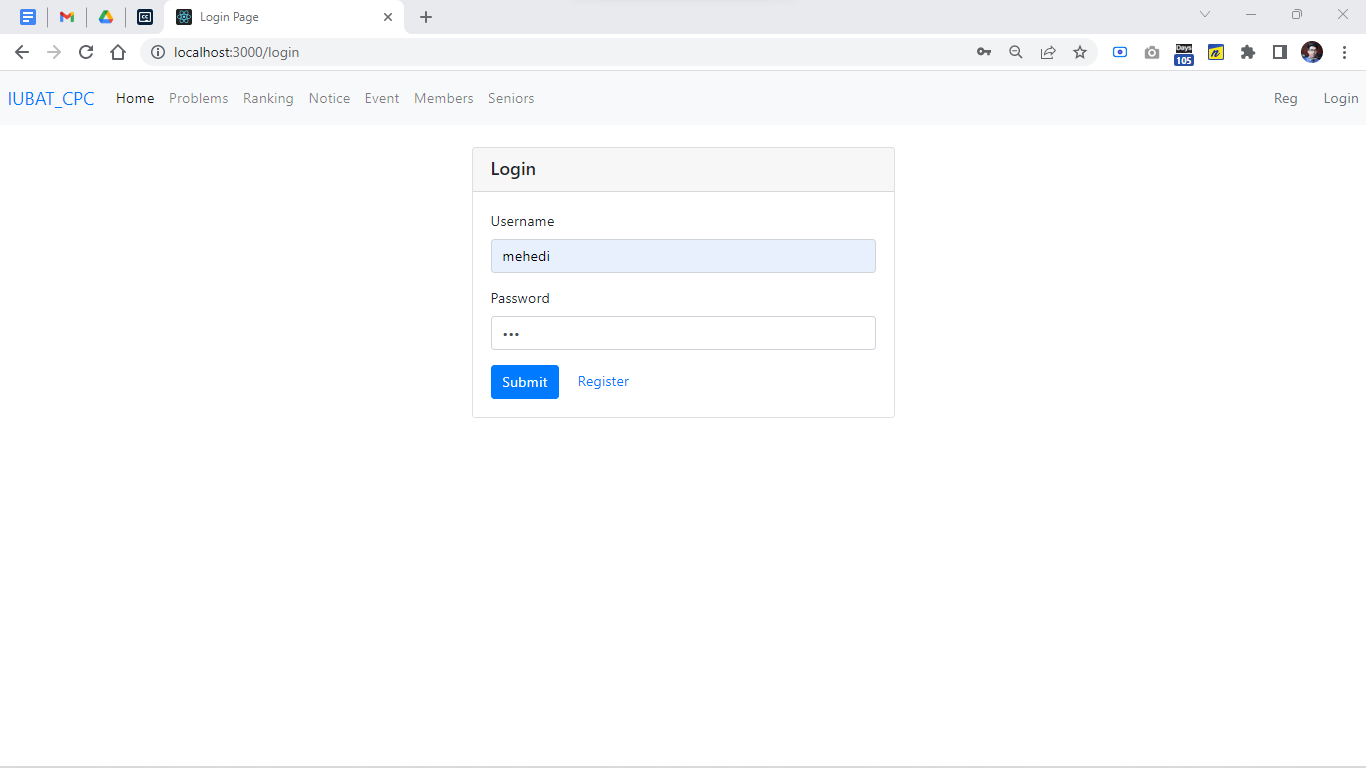 Login Page
localhost:3000/login
Days
105
n
IUBAT_CPC Home Problems Ranking Notice Event Members Seniors Reg Login
Login
Username
mehedi
Password
•••
Submit Register